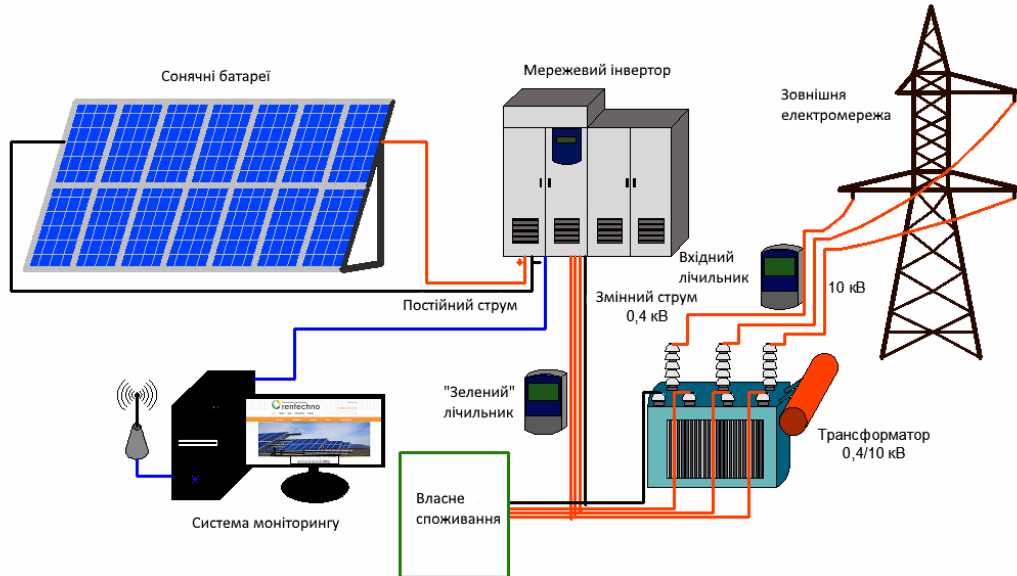 Сонячні батареї
Мережевий інвертор
Зовнішня
електромережа
Вхідний
лічильник
10 кВ
Постійний струм
Змінний струм
0,4 кВ
"Зелений"
лічильник
rentechno
Трансформатор
0,4/10 кВ
Власне
споживання
Система моніторингу